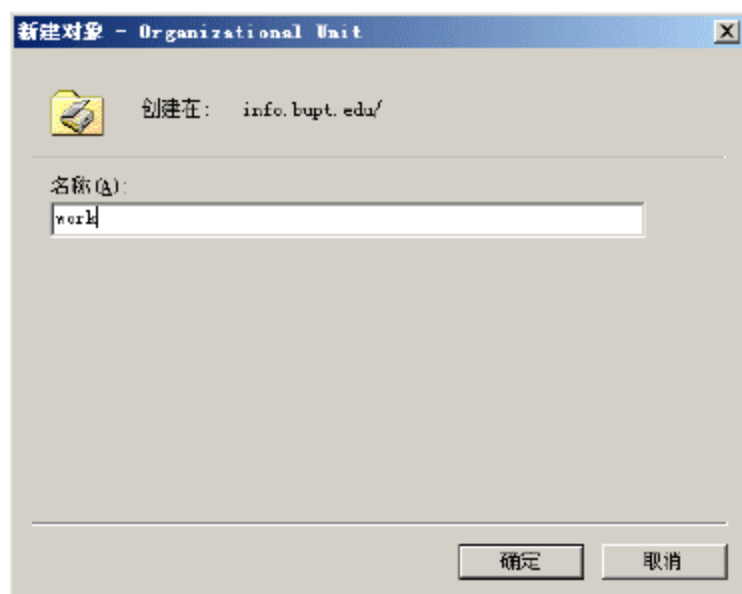 新建对象 - Organizational Unit
创建在: info.bupt.edu/
名称(A):
work
确定 取消